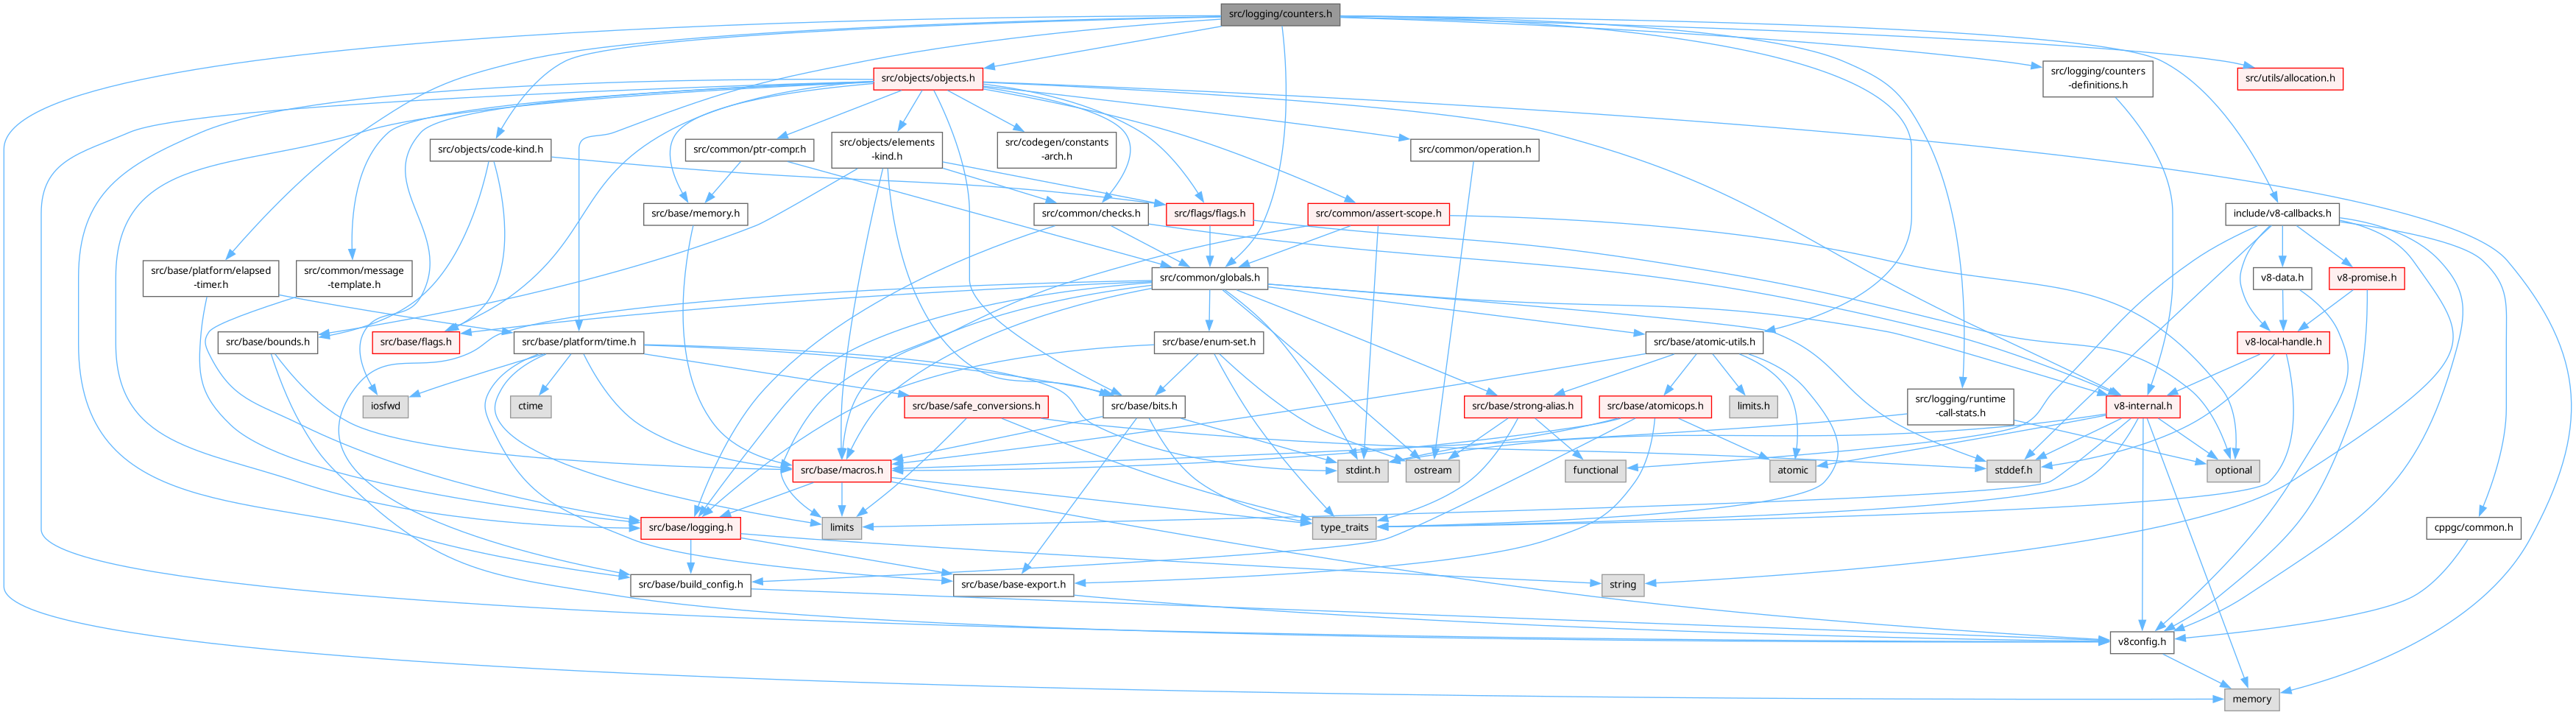 src/logging/counters.h
src/objects/objects.h
src/logging/counters
-definitions.h
src/utils/allocation.h
src/objects/code-kind.h
src/common/ptr-compr.h
src/objects/elements
-kind.h
src/codegen/constants
-arch.h
src/common/operation.h
src/base/memory.h
src/common/checks.h
src/flags/flags.h
src/common/assert-scope.h
include/v8-callbacks.h
src/base/platform/elapsed
-timer.h
src/common/message
-template.h
src/common/globals.h
v8-data.h
v8-promise.h
src/base/bounds.h
src/base/flags.h
src/base/platform/time.h
src/base/enum-set.h
src/base/atomic-utils.h
v8-local-handle.h
iosfwd
ctime
src/base/safe_conversions.h
src/base/bits.h
src/base/strong-alias.h
src/base/atomicops.h
limits.h
src/logging/runtime
-call-stats.h
v8-internal.h
src/base/macros.h
stdint.h
ostream
functional
atomic
stddef.h
optional
src/base/logging.h
limits
type_traits
cppgc/common.h
src/base/build_config.h
src/base/base-export.h
string
v8config.h
memory